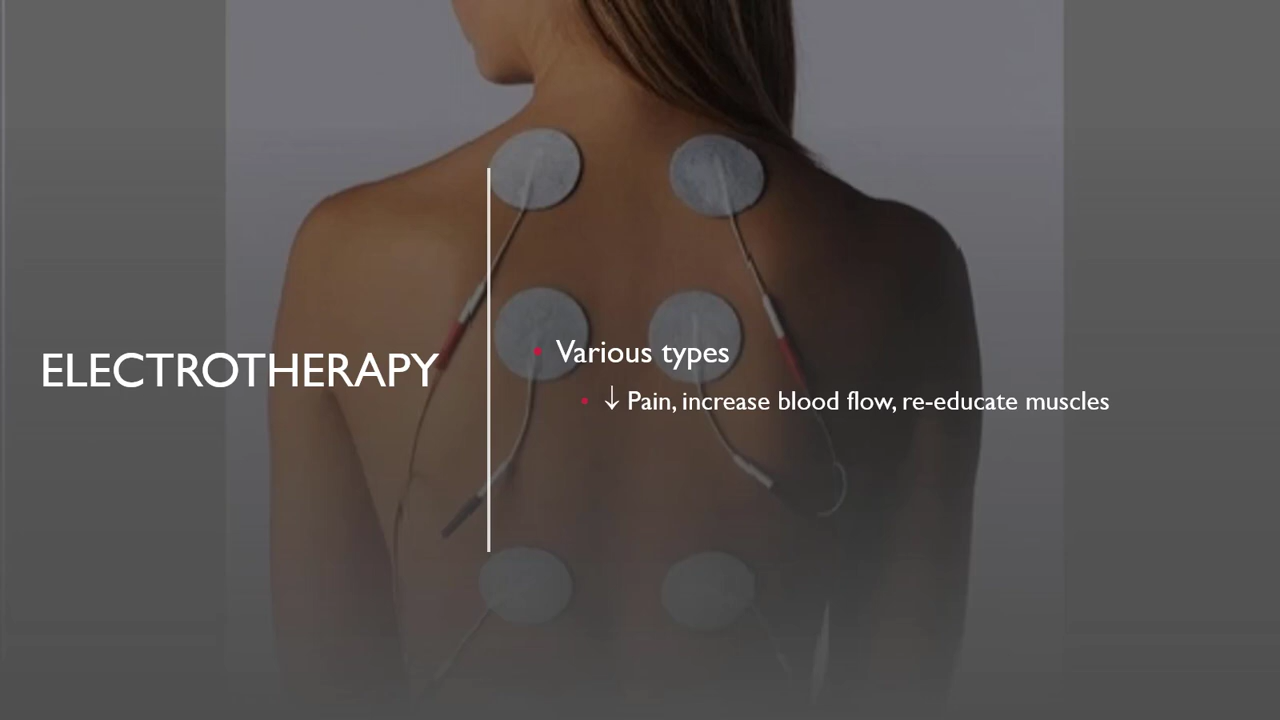 ELECTROTHERAPY
• Various types
• ↓ Pain, increase blood flow, re-educate muscles